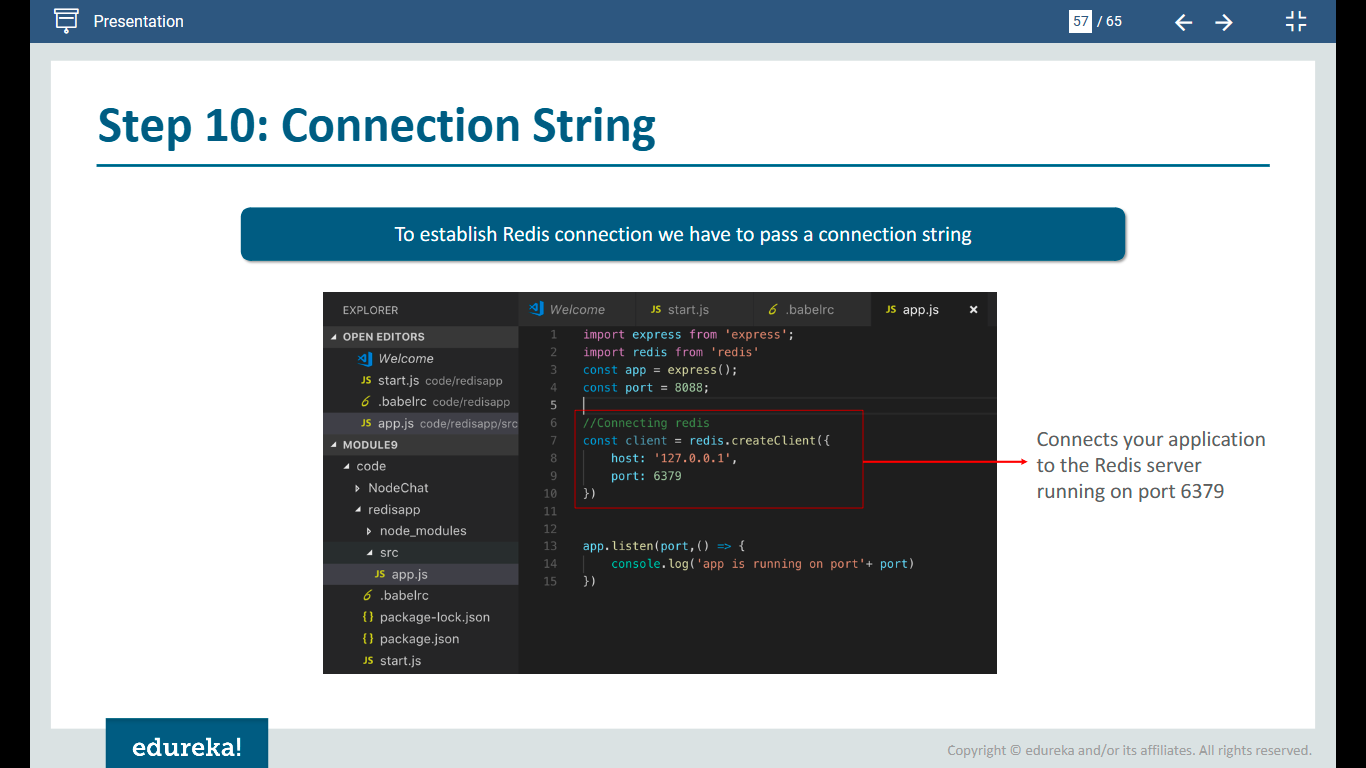 Presentation
57 / 65
Step 10: Connection String
To establish Redis connection we have to pass a connection string
EXPLORER
OPEN EDITORS
Welcome
JS start.js code/redisapp
.babelrc code/redisapp
JS app.js code/redisapp/src
MODULE9
code
NodeChat
redisapp
node_modules
src
JS app.js
.babelrc
{} package-lock.json
{} package.json
JS start.js
Welcome JS start.js .babelrc JS app.js ×
1 import express from 'express';
2 import redis from 'redis'
3 const app = express();
4 const port = 8088;
5
6 //Connecting redis
7 const client = redis.createClient({
8 host: '127.0.0.1',
9 port: 6379
10 })
11
12
13 app.listen(port,() => {
14 console.log('app is running on port'+ port)
15 })
Connects your application
to the Redis server
running on port 6379
edureka!
Copyright © edureka and/or its affiliates. All rights reserved.